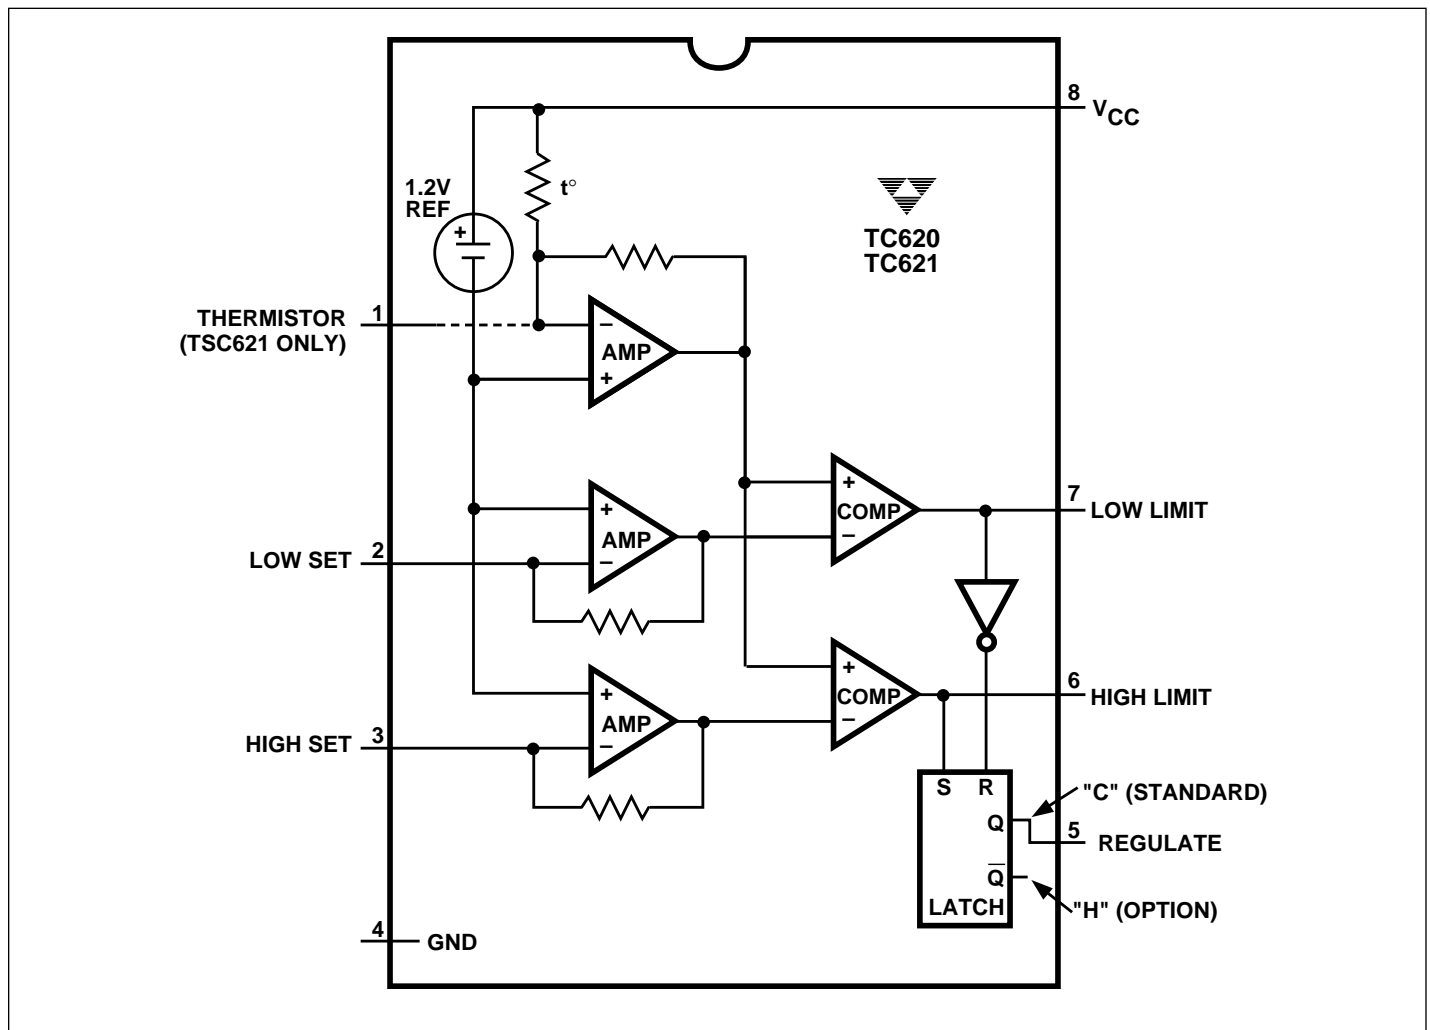 8
VCC
1.2V
REF
t°
TC620
TC621
+
THERMISTOR
(TSC621 ONLY)
1
–
AMP
+
LOW SET
2
+
AMP
–
+
COMP
–
7
LOW LIMIT
HIGH SET
3
+
AMP
–
+
COMP
–
6
HIGH LIMIT
S R
Q
Q̅
LATCH
"C" (STANDARD)
5
REGULATE
"H" (OPTION)
4
GND